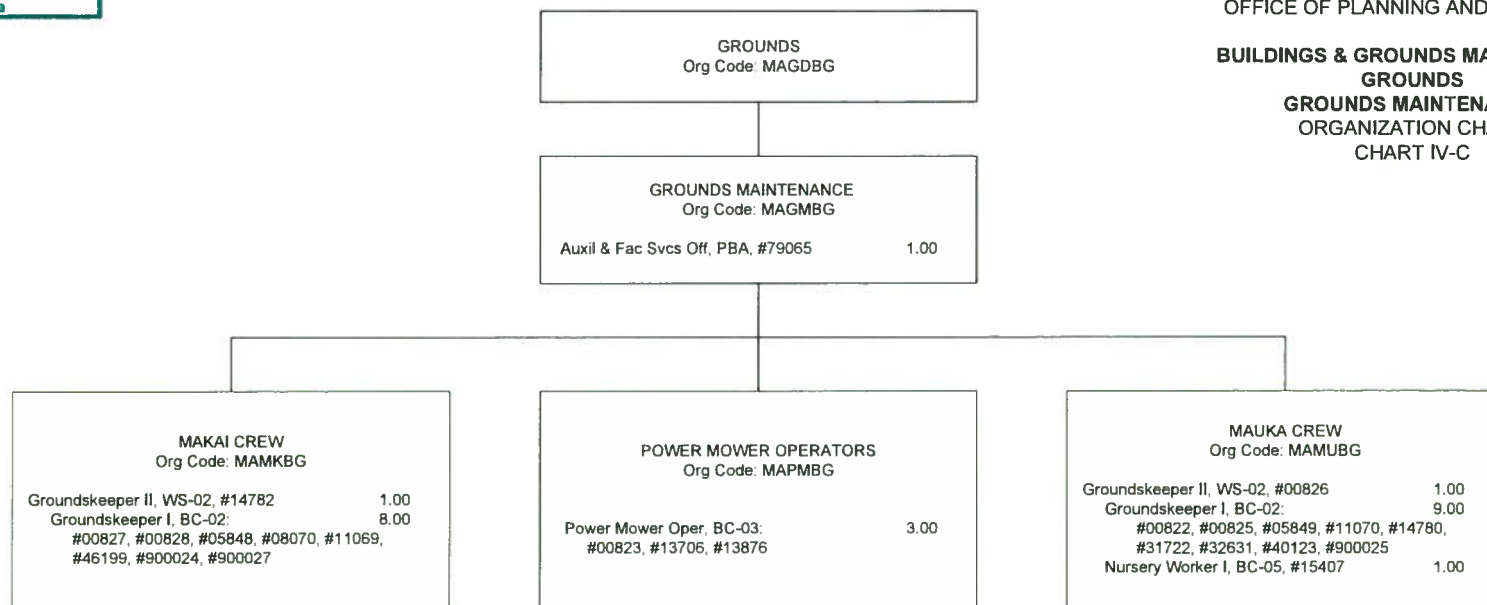 OFFICE OF PLANNING AND
BUILDINGS & GROUNDS
GROUNDS
GROUNDS
ORGANIZATION
CHART IV-C
GROUNDS
Org Code: MAGDBG
GROUNDS MAINTENANCE
Org Code: MAGMBG
Auxil & Fac Svcs Off, PBA, #79065 1.00
MAKAI CREW
Org Code: MAMKBG
Groundskeeper II, WS-02, #14782 1.00
Groundskeeper I, BC-02: 8.00
#00827, #00828, #05848, #08070, #11069,
#46199, #900024, #900027
POWER MOWER OPERATORS
Org Code: MAPMBG
Power Mower Oper, BC-03: 3.00
#00823, #13706, #13876
MAUKA CREW
Org Code: MAMUBG
Groundskeeper II, WS-02, #00826 1.00
Groundskeeper I, BC-02: 9.00
#00822, #00825, #05849, #11070, #14780,
#31722, #32631, #40123, #900025
Nursery Worker I, BC-05, #15407 1.00